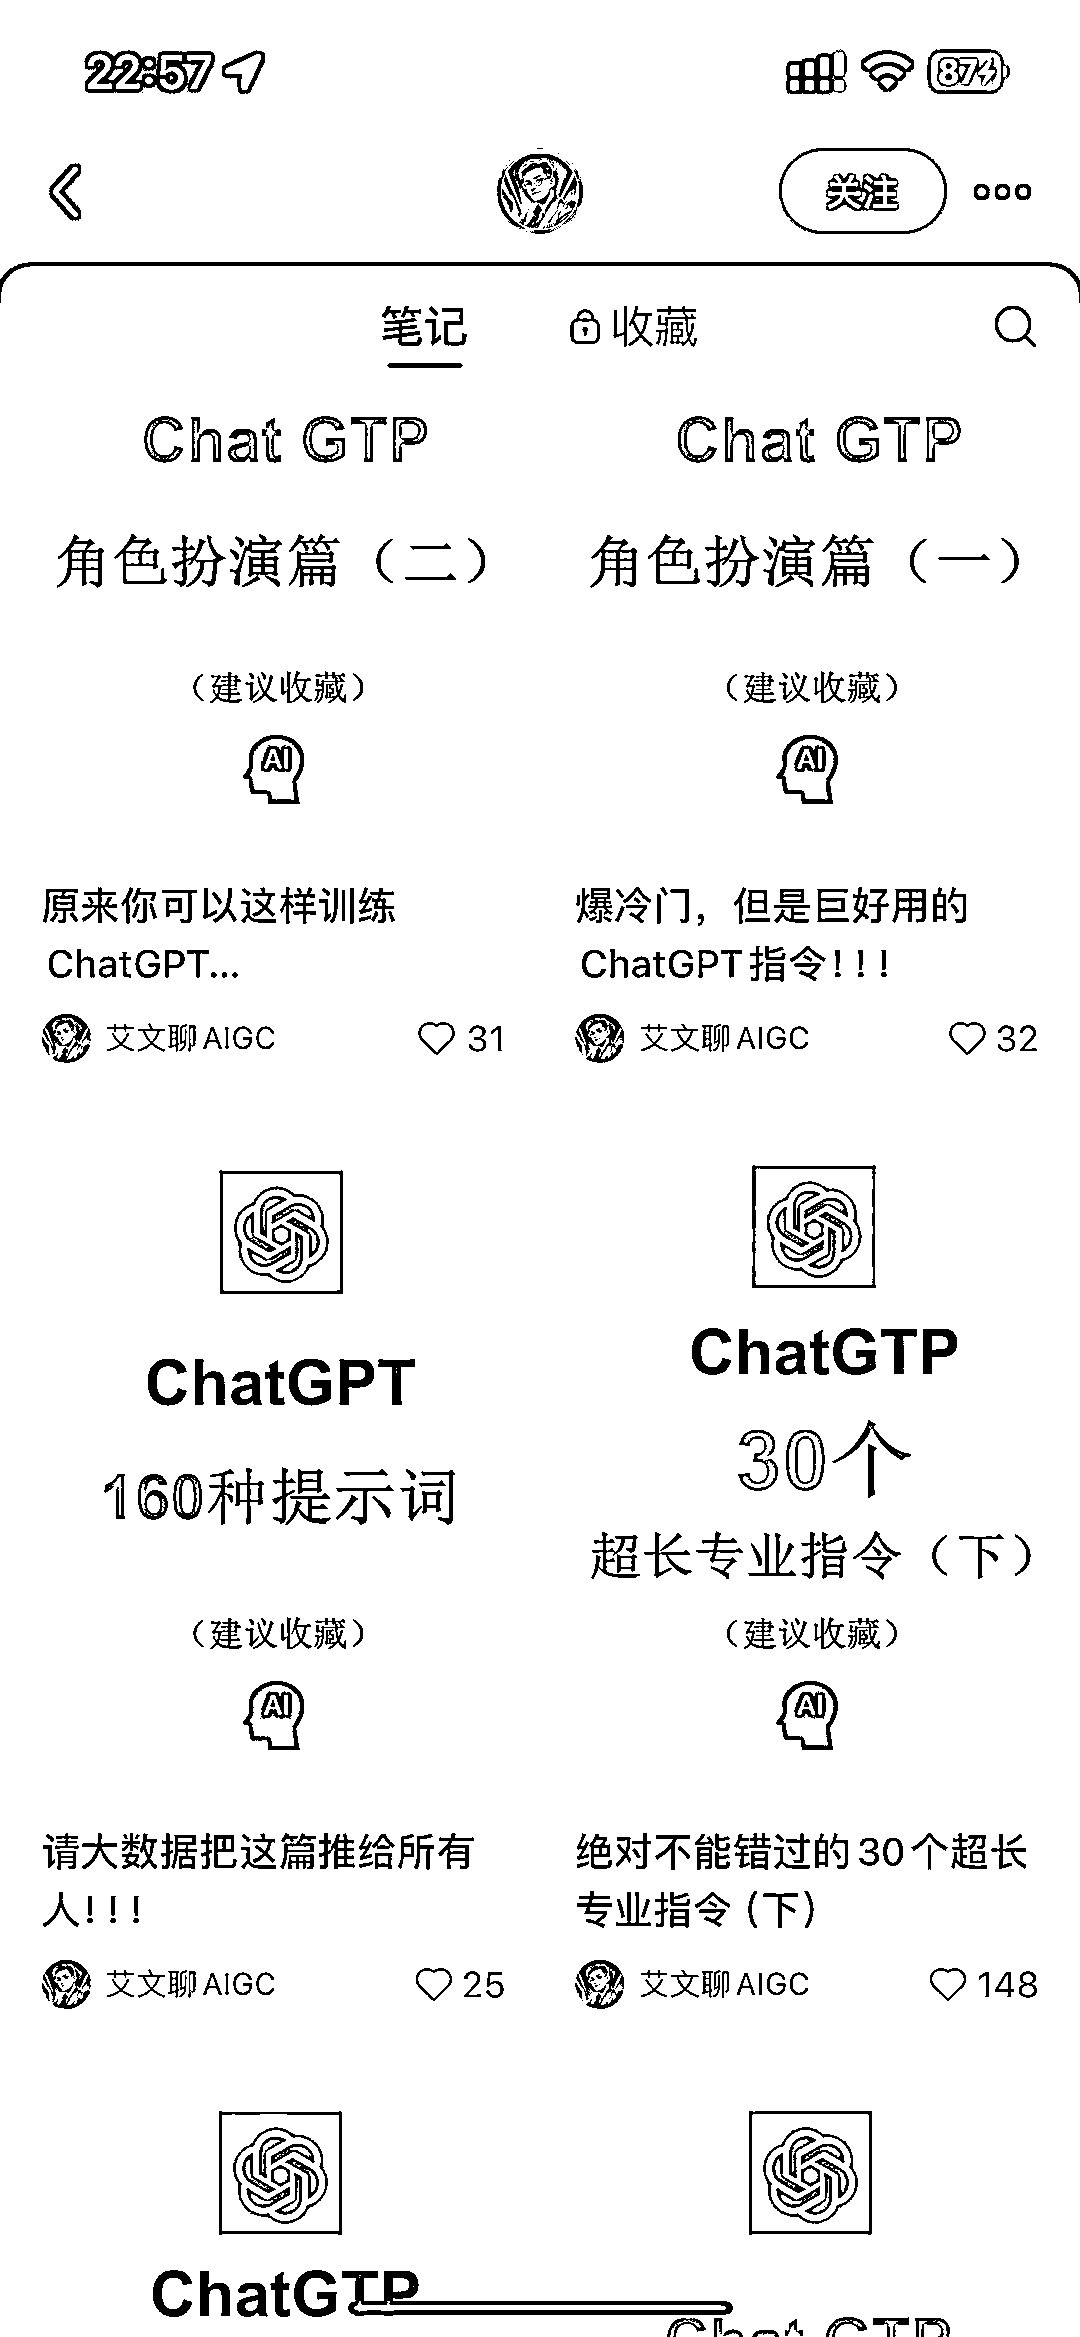 22:57
87
关注
笔记
收藏
Chat GTP
角色扮演篇（二）
（建议收藏）
AI
原来你可以这样训练
ChatGPT...
艾文聊AIGC
31
Chat GTP
角色扮演篇（一）
（建议收藏）
AI
爆冷门，但是巨好用的
ChatGPT指令！！！
艾文聊AIGC
32
ChatGPT
160种提示词
（建议收藏）
AI
请大数据把这篇推给所有
人！！！
艾文聊AIGC
25
ChatGTP
30个
超长专业指令（下）
（建议收藏）
AI
绝对不能错过的30个超长
专业指令（下）
艾文聊AIGC
148
ChatGTP
Chat GTP